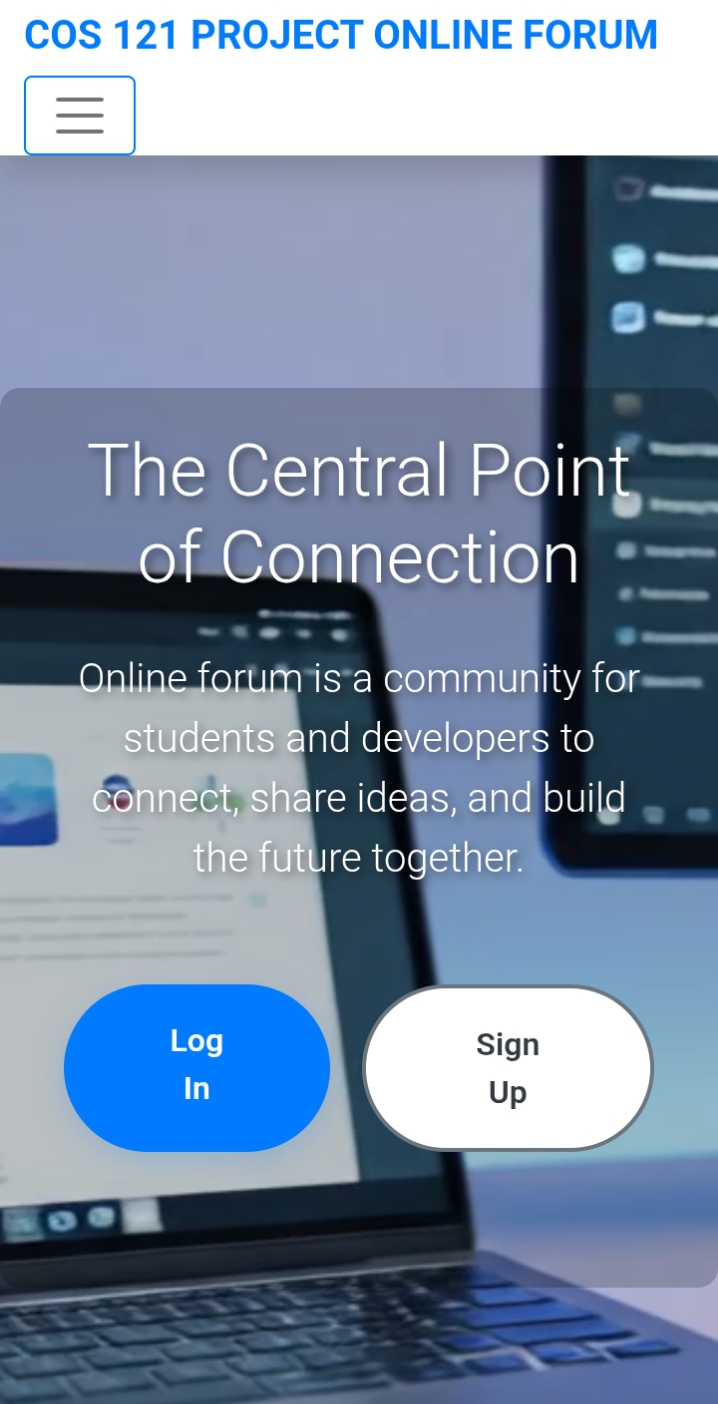 COS 121 PROJECT ONLINE FORUM
The Central Point
of Connection
Online forum is a community for
students and developers to
connect, share ideas, and build
the future together.
Log
In
Sign
Up